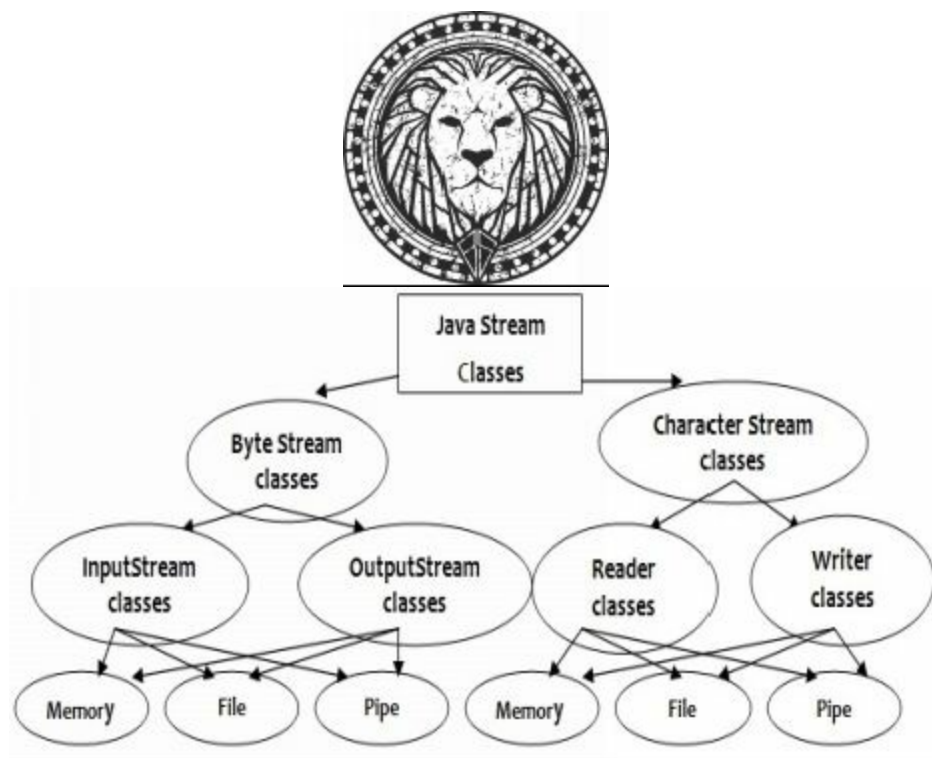 Java Stream
Classes
Byte Stream
classes
Character Stream
classes
InputStream
classes
OutputStream
classes
Reader
classes
Writer
classes
Memory
File
Pipe
Memory
File
Pipe